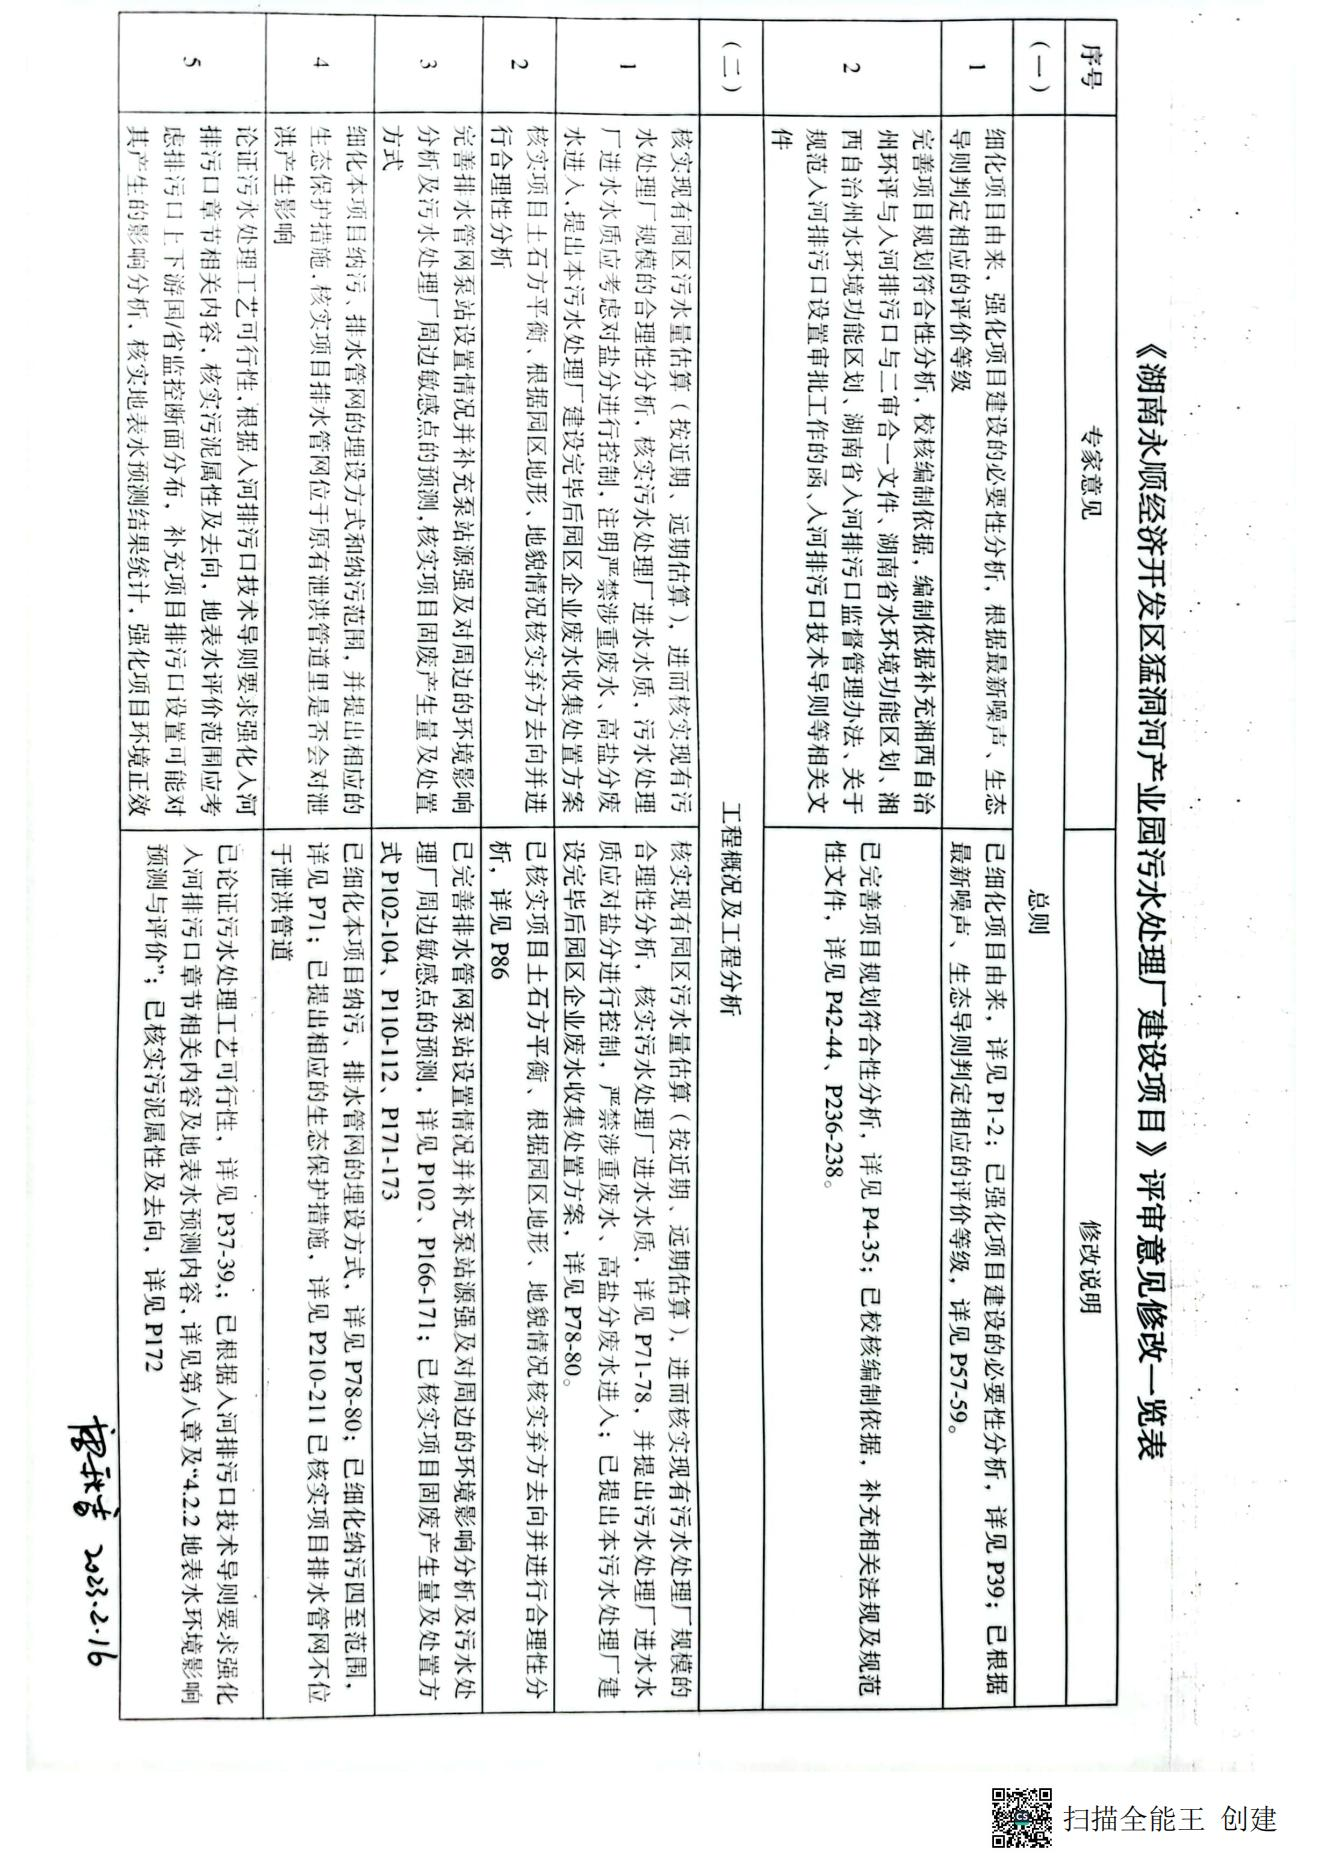 《湖南永顺经济开发区猛洞河产业园污水处理厂建设项目》评审意见修改一览表
序号
专家意见
修改说明
(一)
总则
1
细化项目由来，强化项目建设的必要性分析，根据最新噪声、生态
导则判定相应的评价等级
已细化项目由来，详见 P1-2；已强化项目建设的必要性分析，详见 P39；已根据
最新噪声、生态导则判定相应的评价等级，详见 P57-59。
2
完善项目规划符合性分析，校核编制依据，编制依据补充湘西自治
州环评与入河排污口与二审合一文件、湖南省水环境功能区划、湘
西自治州水环境功能区划、湖南省入河排污口监督管理办法、关于
规范入河排污口设置审批工作的函、入河排污口技术导则等相关文
件
已完善项目规划符合性分析，详见 P4-35；已校核编制依据，补充相关法规及规范
性文件，详见 P42-44、P236-238。
(二)
工程概况及工程分析
1
核实现有园区污水量估算（按近期、远期估算），进而核实现有污
水处理厂规模的合理性分析，核实污水处理厂进水水质，污水处理
厂进水水质应考虑对盐分进行控制，注明严禁涉重废水、高盐分废
水进入，提出本污水处理厂建设完毕后园区企业废水收集处置方案
核实现有园区污水量估算（按近期、远期估算），进而核实现有污水处理厂规模的
合理性分析，核实污水处理厂进水水质，详见 P71-78，并提出污水处理厂进水水
质应对盐分进行控制，严禁涉重废水、高盐分废水进入；已提出本污水处理厂建
设完毕后园区企业废水收集处置方案，详见 P78-80。
2
核实项目土石方平衡、根据园区地形、地貌情况核实弃方去向并进
行合理性分析
已核实项目土石方平衡、根据园区地形、地貌情况核实弃方去向并进行合理性分
析，详见 P86
3
完善排水管网泵站设置情况并补充泵站源强及对周边的环境影响
分析及污水处理厂周边敏感点的预测，核实项目固废产生量及处置
方式
已完善排水管网泵站设置情况并补充泵站源强及对周边的环境影响分析及污水处
理厂周边敏感点的预测，详见 P102、P166-171；已核实项目固废产生量及处置方
式 P102-104、P110-112、P171-173
4
细化本项目纳污、排水管网的埋设方式和纳污范围，并提出相应的
生态保护措施，核实项目排水管网位于原有泄洪管道里是否会对泄
洪产生影响
已细化本项目纳污、排水管网的埋设方式，详见 P78-80；已细化纳污四至范围，
详见 P71；已提出相应的生态保护措施，详见 P210-211 已核实项目排水管网不位
于泄洪管道
5
论证污水处理工艺可行性，根据入河排污口技术导则要求强化入河
排污口章节相关内容，核实污泥属性及去向，地表水评价范围应考
虑排污口上下游国/省监控断面分布，补充项目排污口设置可能对
其产生的影响分析，核实地表水预测结果统计，强化项目环境正效
已论证污水处理工艺可行性，详见 P37-39,；已根据入河排污口技术导则要求强化
入河排污口章节相关内容及地表水预测内容，详见第八章及“4.2.2 地表水环境影响
预测与评价”；已核实污泥属性及去向，详见 P172
2023.2.16
扫描全能王 创建